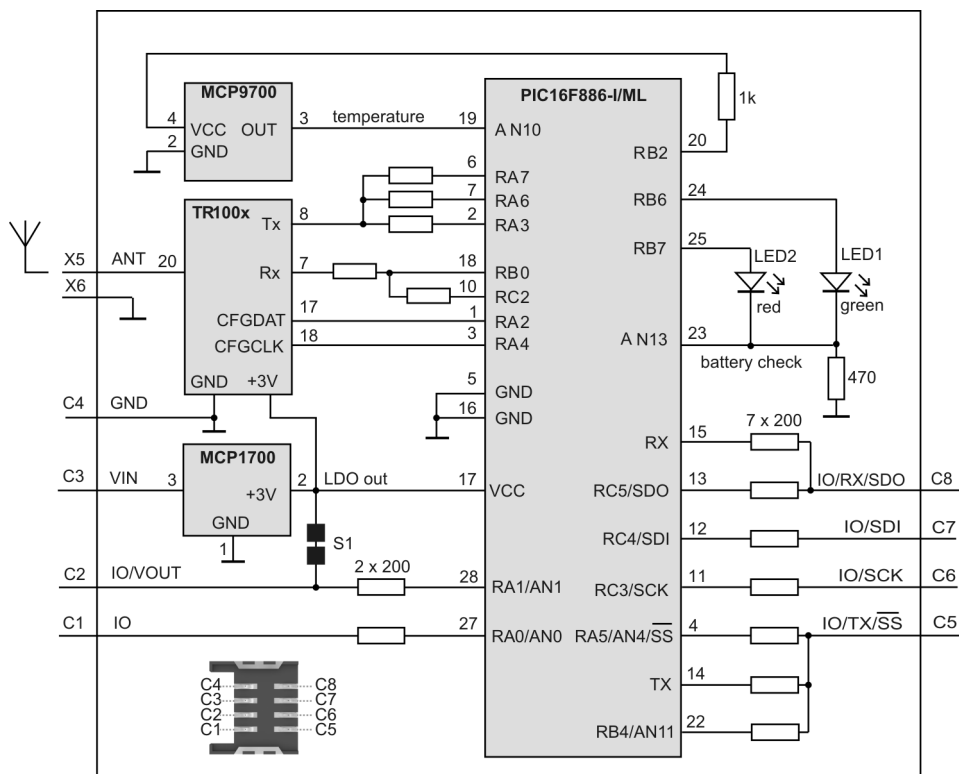 MCP9700
4 VCC OUT 3 temperature
2 GND
PIC16F886-I/ML
1k
19 AN10
RB2 20
6 RA7
7 RA6
2 RA3
RB6 24
RB7 25
LED2 LED1
red green
TR100x
Tx 8
X5 ANT 20
X6
Rx 7
18 RB0
10 RC2
CFGDAT 17
1 RA2
CFGCLK 18
3 RA4
AN13 23
battery check
470
GND +3V
C4 GND
5 GND
16 GND
MCP1700
C3 VIN 3
+3V 2 LDO out
GND
1
17 VCC
S1
C2 IO/VOUT
2 x 200
28 RA1/AN1
C1 IO
27 RA0/AN0
7 x 200
RX 15
RC5/SDO 13 IO/RX/SDO C8
RC4/SDI 12 IO/SDI C7
RC3/SCK 11 IO/SCK C6
RA5/AN4/S̅S̅ 4 IO/TX/S̅S̅ C5
TX 14
RB4/AN11 22
C4 C8
C3 C7
C2 C6
C1 C5